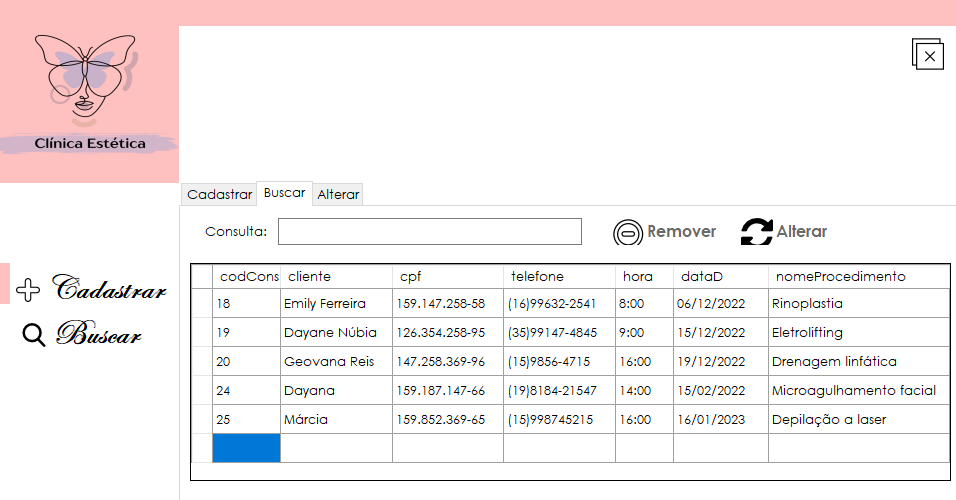 Clínica Estética
Cadastrar Buscar Alterar
Consulta: Remover Alterar
codCons cliente cpf telefone hora dataD nomeProcedimento
18 Emily Ferreira 159.147.258-58 (16)99632-2541 8:00 06/12/2022 Rinoplastia
19 Dayane Núbia 126.354.258-95 (35)99147-4845 9:00 15/12/2022 Eletrolifting
20 Geovana Reis 147.258.369-96 (15)9856-4715 16:00 19/12/2022 Drenagem linfática
24 Dayana 159.187.147-66 (19)8184-21547 14:00 15/02/2022 Microagulhamento facial
25 Márcia 159.852.369-65 (15)998745215 16:00 16/01/2023 Depilação a laser
Cadastrar
Buscar